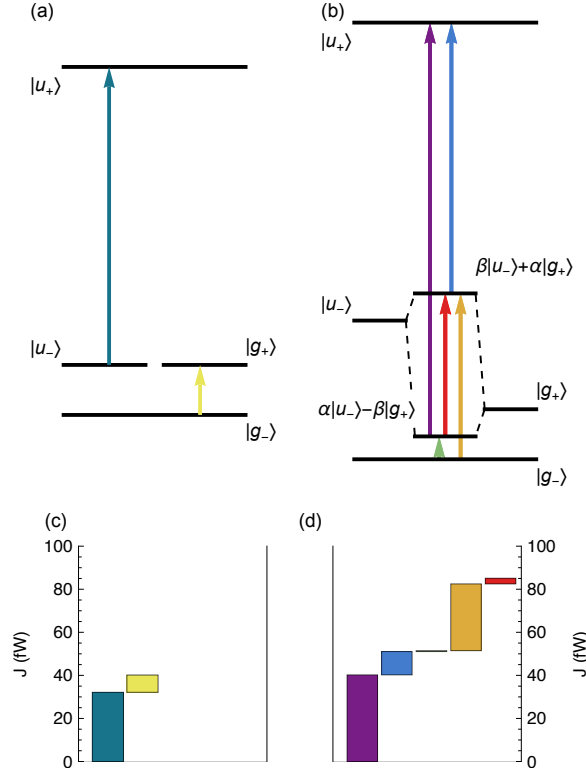 (a)
|u₊⟩
|u₋⟩
|g₊⟩
|g₋⟩
(b)
|u₊⟩
β|u₋⟩+α|g₊⟩
|u₋⟩
|g₊⟩
α|u₋⟩−β|g₊⟩
|g₋⟩
(c)
100
80
60
40
20
0
J (fW)
(d)
100
80
60
40
20
0
J (fW)